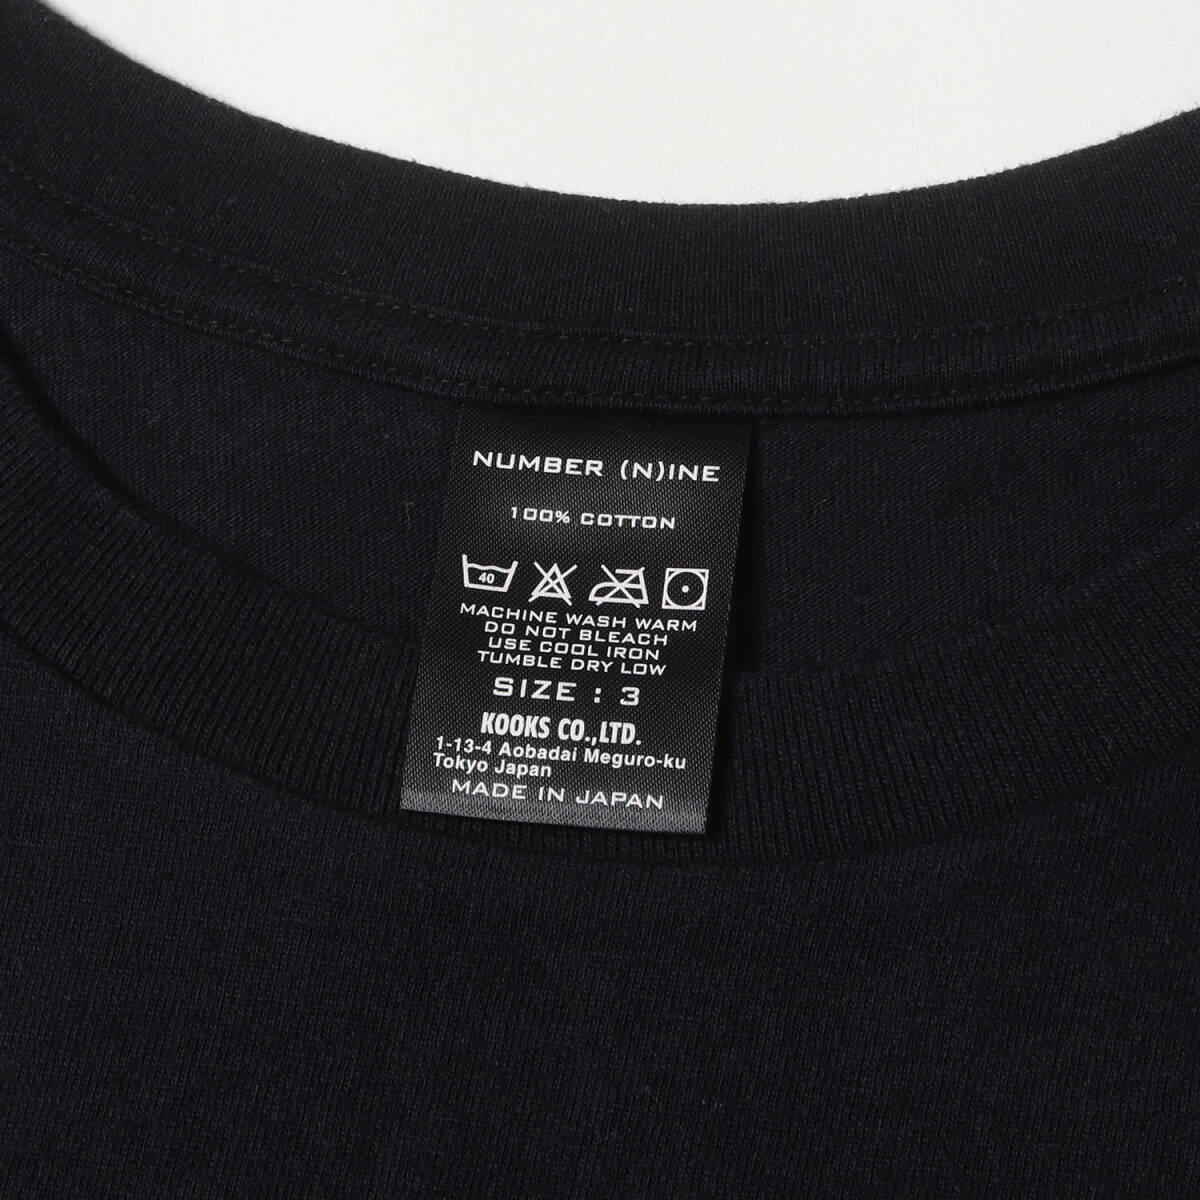 NUMBER (N)INE
100% COTTON
40
MACHINE WASH WARM
DO NOT BLEACH
USE COOL IRON
TUMBLE DRY LOW
SIZE : 3
KOOKS CO.,LTD.
1-13-4 Aobadai Meguro-ku
Tokyo Japan
MADE IN JAPAN